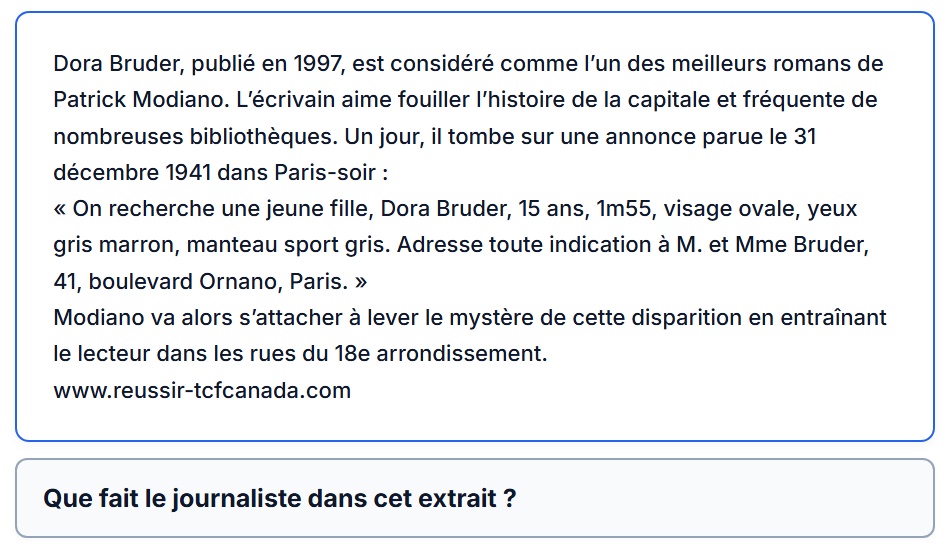 Dora Bruder, publié en 1997, est considéré comme l’un des meilleurs romans de
Patrick Modiano. L’écrivain aime fouiller l’histoire de la capitale et fréquente de
nombreuses bibliothèques. Un jour, il tombe sur une annonce parue le 31
décembre 1941 dans Paris-soir :
« On recherche une jeune fille, Dora Bruder, 15 ans, 1m55, visage ovale, yeux
gris marron, manteau sport gris. Adresse toute indication à M. et Mme Bruder,
41, boulevard Ornano, Paris. »
Modiano va alors s’attacher à lever le mystère de cette disparition en entraînant
le lecteur dans les rues du 18e arrondissement.
www.reussir-tcfcanada.com
Que fait le journaliste dans cet extrait ?